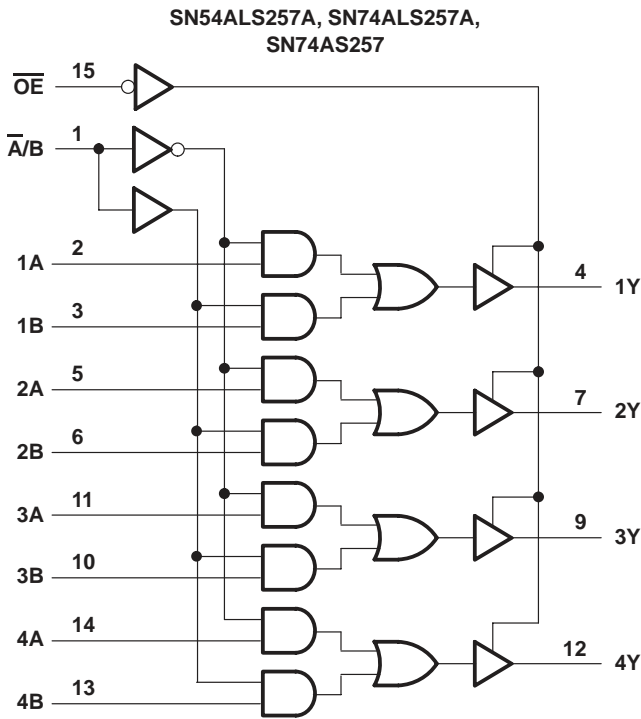 SN54ALS257A, SN74ALS257A,
SN74AS257
O̅E̅ 15
A̅/B 1
1A 2
4 1Y
1B 3
2A 5
7 2Y
2B 6
3A 11
9 3Y
3B 10
4A 14
12 4Y
4B 13